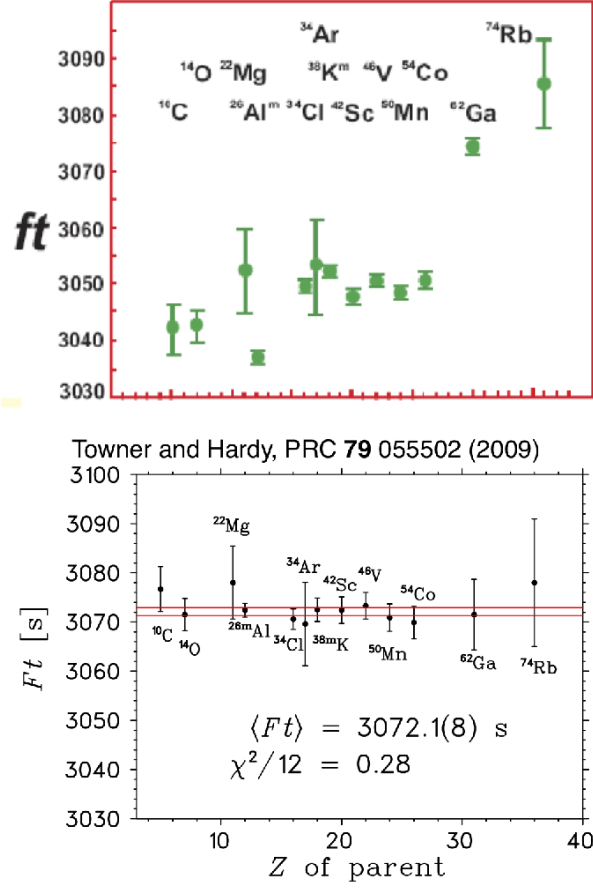 ³⁴Ar ⁷⁴Rb
3090
¹⁴O ²²Mg ³⁸Kᵐ ⁴⁶V ⁵⁴Co
3080
¹⁰C ²⁶Alᵐ ³⁴Cl ⁴²Sc ⁵⁰Mn ⁶²Ga
3070
ft
3060
3050
3040
3030
Towner and Hardy, PRC 79 055502 (2009)
3100
3090
²²Mg
3080
³⁴Ar ⁴²Sc ⁴⁶V
⁵⁴Co
Ft [s]
3070
¹⁰C ¹⁴O ²⁶ᵐAl ³⁴Cl ³⁸ᵐK ⁵⁰Mn ⁶²Ga ⁷⁴Rb
3060
3050
⟨Ft⟩ = 3072.1(8) s
3040
χ²/12 = 0.28
3030
10 20 30 40
Z of parent